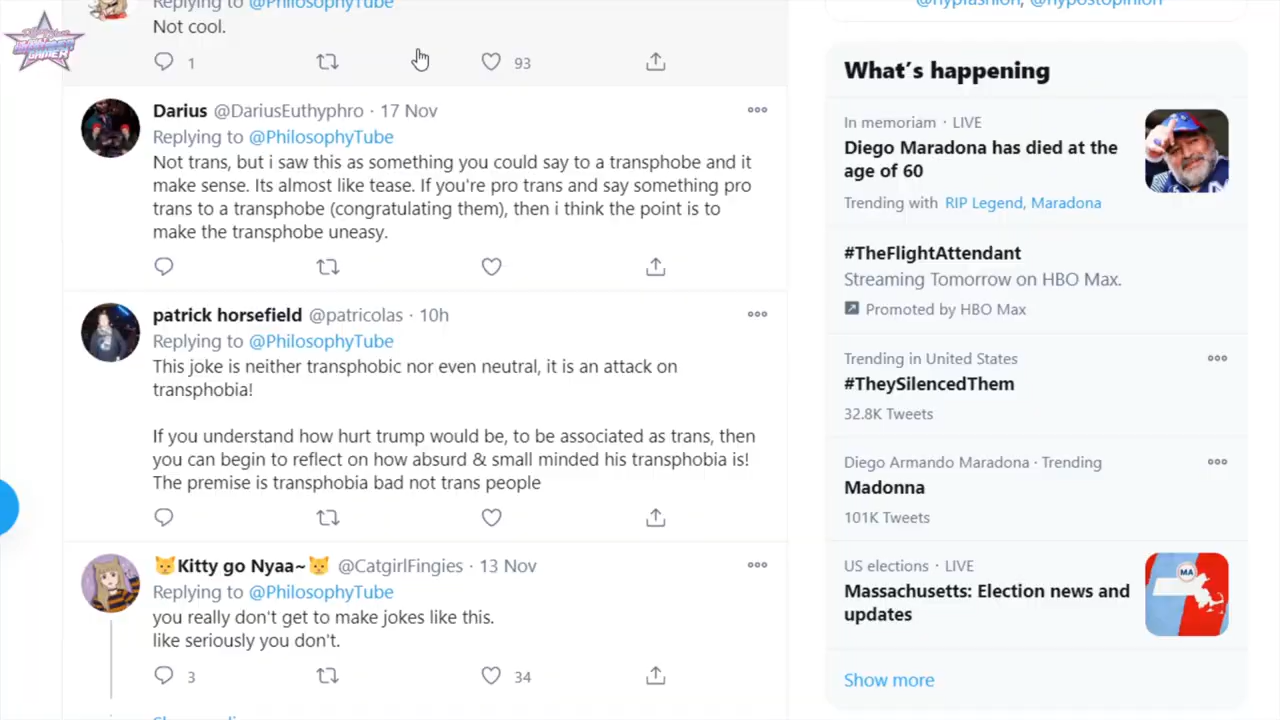 Replying to @PhilosophyTube
Not cool.
1 93
Darius @DariusEuthyphro · 17 Nov
Replying to @PhilosophyTube
Not trans, but i saw this as something you could say to a transphobe and it
make sense. Its almost like tease. If you're pro trans and say something pro
trans to a transphobe (congratulating them), then i think the point is to
make the transphobe uneasy.
patrick horsefield @patricolas · 10h
Replying to @PhilosophyTube
This joke is neither transphobic nor even neutral, it is an attack on
transphobia!
If you understand how hurt trump would be, to be associated as trans, then
you can begin to reflect on how absurd & small minded his transphobia is!
The premise is transphobia bad not trans people
🐱Kitty go Nyaa~🐱 @CatgirlFingies · 13 Nov
Replying to @PhilosophyTube
you really don't get to make jokes like this.
like seriously you don't.
3 34
@hypfashion, @hypostopinion
What's happening
In memoriam · LIVE
Diego Maradona has died at the
age of 60
Trending with RIP Legend, Maradona
#TheFlightAttendant
Streaming Tomorrow on HBO Max.
Promoted by HBO Max
Trending in United States
#TheySilencedThem
32.8K Tweets
Diego Armando Maradona · Trending
Madonna
101K Tweets
US elections · LIVE
Massachusetts: Election news and
updates
MA
Show more
GAMER